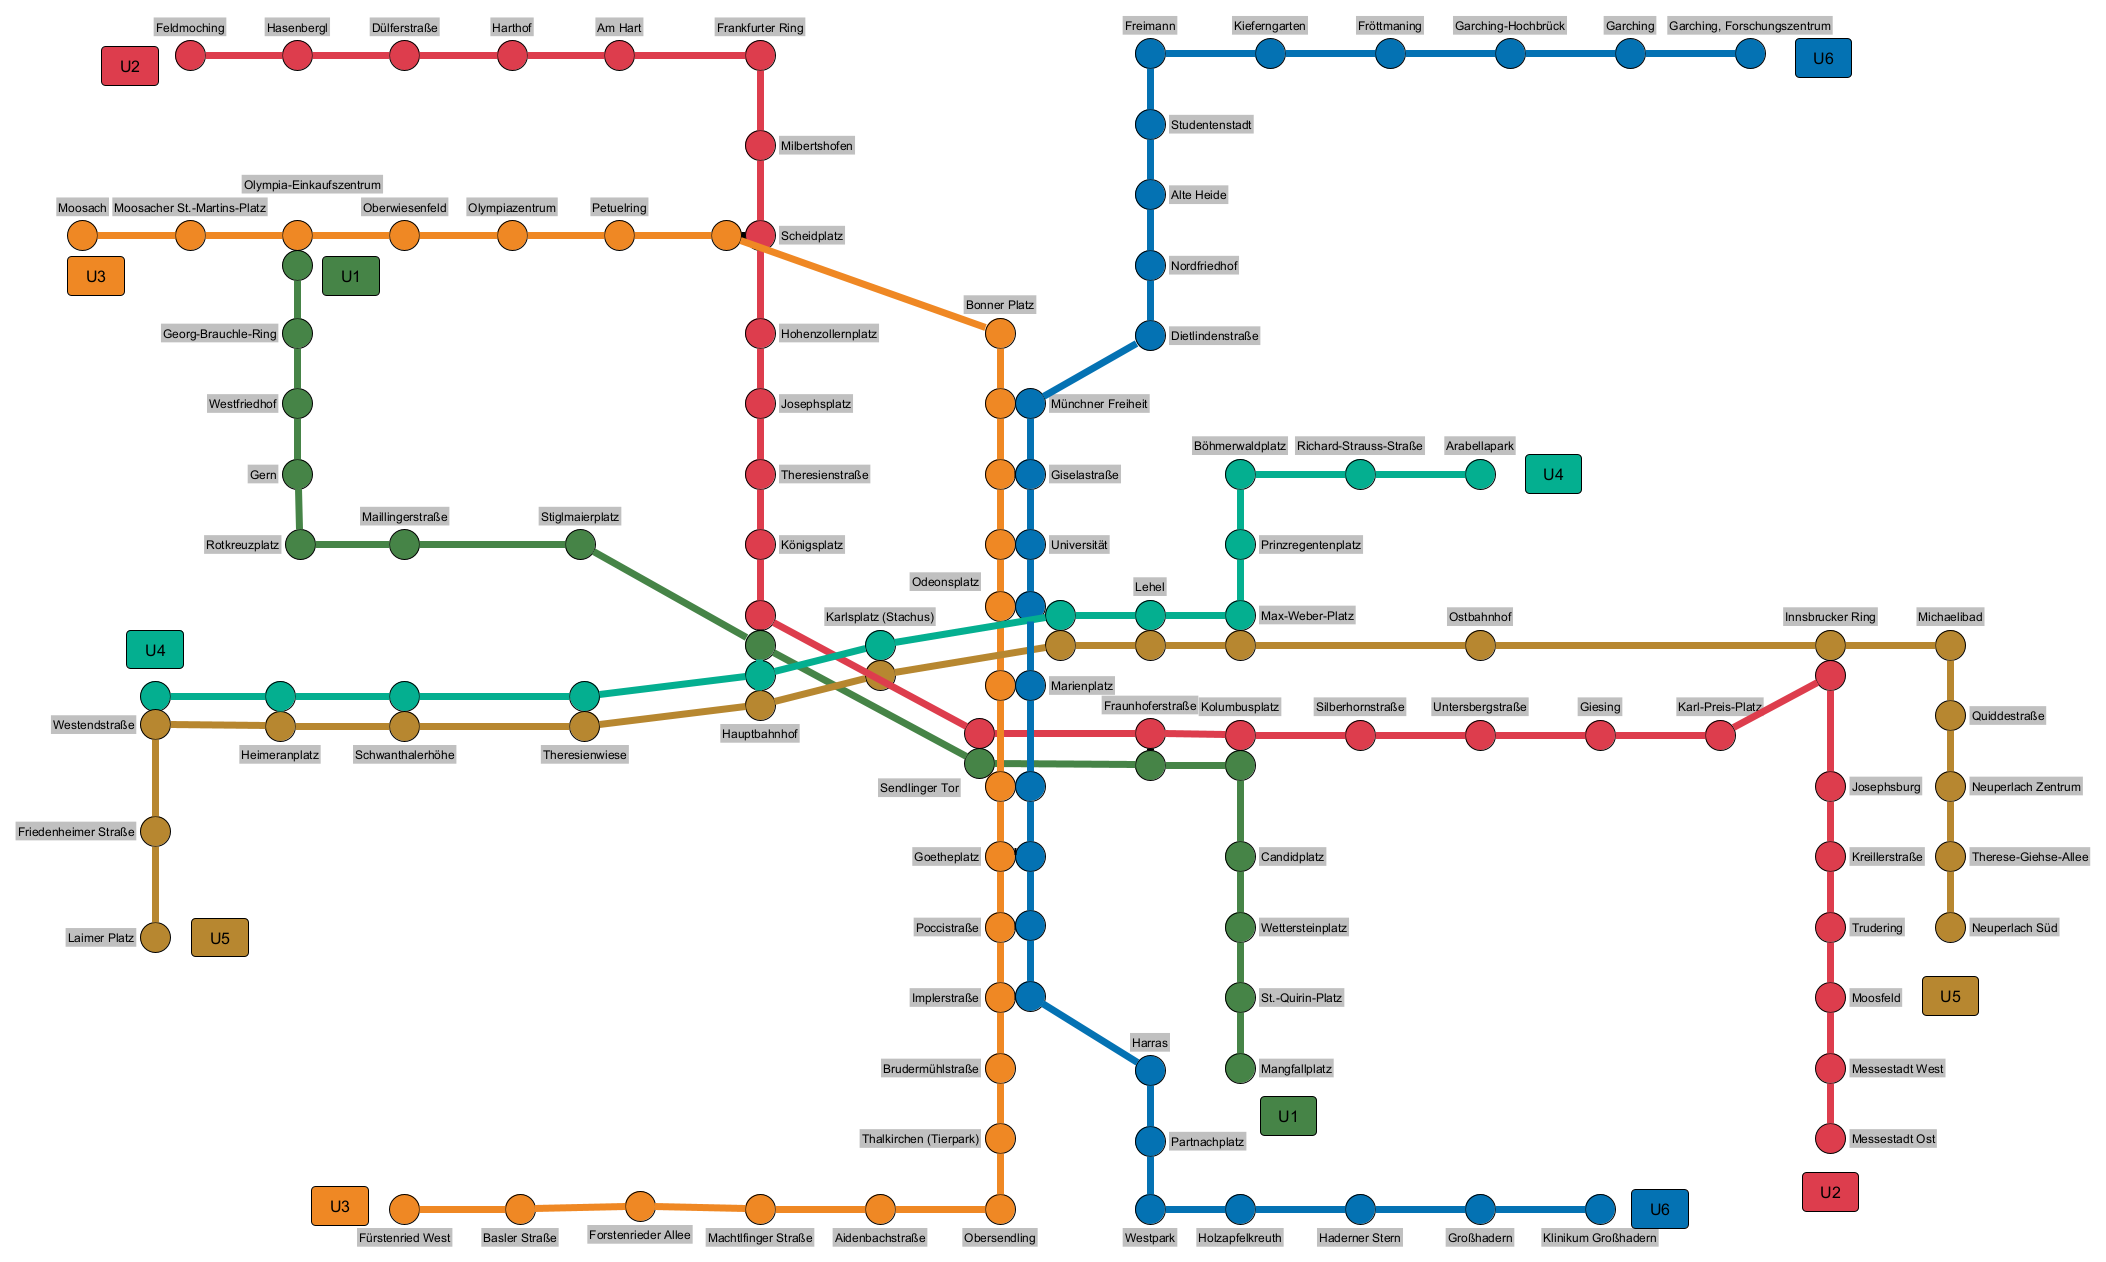 Feldmoching
Hasenbergl
Dülferstraße
Harthof
Am Hart
Frankfurter Ring
Freimann
Kieferngarten
Fröttmaning
Garching-Hochbrück
Garching
Garching, Forschungszentrum
U2
U6
Studentenstadt
Milbertshofen
Olympia-Einkaufszentrum
Alte Heide
Moosach
Moosacher St.-Martins-Platz
Oberwiesenfeld
Olympiazentrum
Petuelring
Scheidplatz
U3
U1
Nordfriedhof
Bonner Platz
Georg-Brauchle-Ring
Hohenzollernplatz
Dietlindenstraße
Westfriedhof
Josephsplatz
Münchner Freiheit
Böhmerwaldplatz
Richard-Strauss-Straße
Arabellapark
Gern
Theresienstraße
Giselastraße
U4
Maillingerstraße
Stiglmaierplatz
Rotkreuzplatz
Königsplatz
Universität
Prinzregentenplatz
Odeonsplatz
Lehel
Karlsplatz (Stachus)
Max-Weber-Platz
Ostbahnhof
Innsbrucker Ring
Michaelibad
U4
Marienplatz
Fraunhoferstraße
Kolumbusplatz
Silberhornstraße
Untersbergstraße
Giesing
Karl-Preis-Platz
Quiddestraße
Westendstraße
Hauptbahnhof
Heimeranplatz
Schwanthalerhöhe
Theresienwiese
Sendlinger Tor
Josephsburg
Neuperlach Zentrum
Friedenheimer Straße
Goetheplatz
Candidplatz
Kreillerstraße
Therese-Giehse-Allee
Laimer Platz
U5
Poccistraße
Wettersteinplatz
Trudering
Neuperlach Süd
Implerstraße
St.-Quirin-Platz
Moosfeld
U5
Harras
Brudermühlstraße
Mangfallplatz
Messestadt West
U1
Thalkirchen (Tierpark)
Partnachplatz
Messestadt Ost
U2
U3
U6
Fürstenried West
Basler Straße
Forstenrieder Allee
Machtlfinger Straße
Aidenbachstraße
Obersendling
Westpark
Holzapfelkreuth
Haderner Stern
Großhadern
Klinikum Großhadern